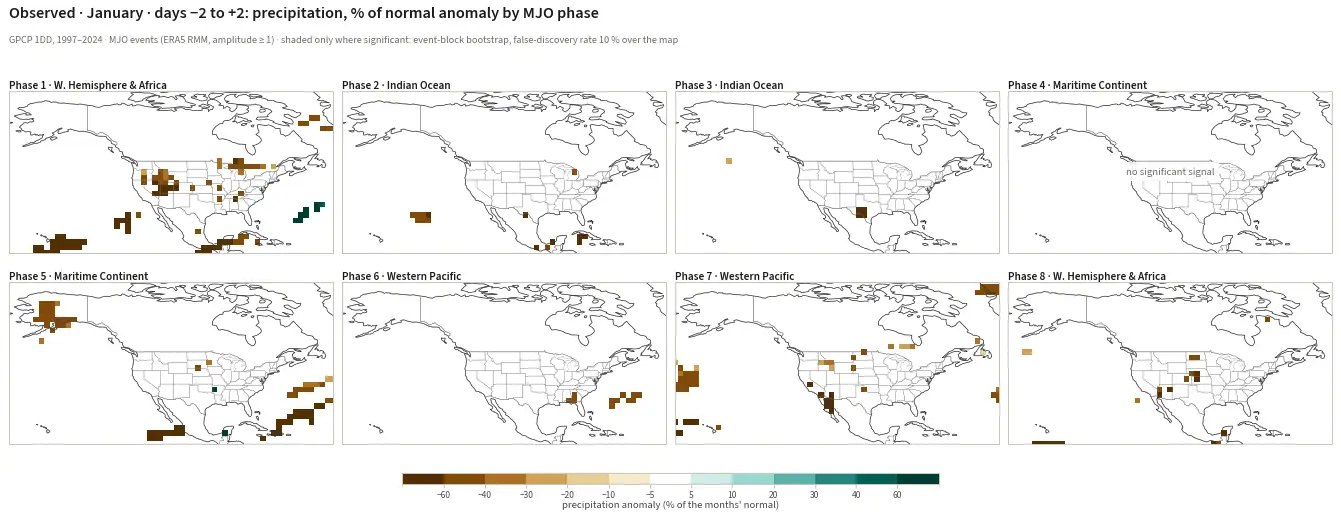 Observed · January · days −2 to +2: precipitation, % of normal anomaly by MJO phase
GPCP 1DD, 1997–2024 · MJO events (ERA5 RMM, amplitude ≥ 1) · shaded only where significant: event-block bootstrap, false-discovery rate 10 % over the map
Phase 1 · W. Hemisphere & Africa
Phase 2 · Indian Ocean
Phase 3 · Indian Ocean
Phase 4 · Maritime Continent
no significant signal
Phase 5 · Maritime Continent
Phase 6 · Western Pacific
Phase 7 · Western Pacific
Phase 8 · W. Hemisphere & Africa
−60 −40 −30 −20 −10 −5 5 10 20 30 40 60
precipitation anomaly (% of the months' normal)